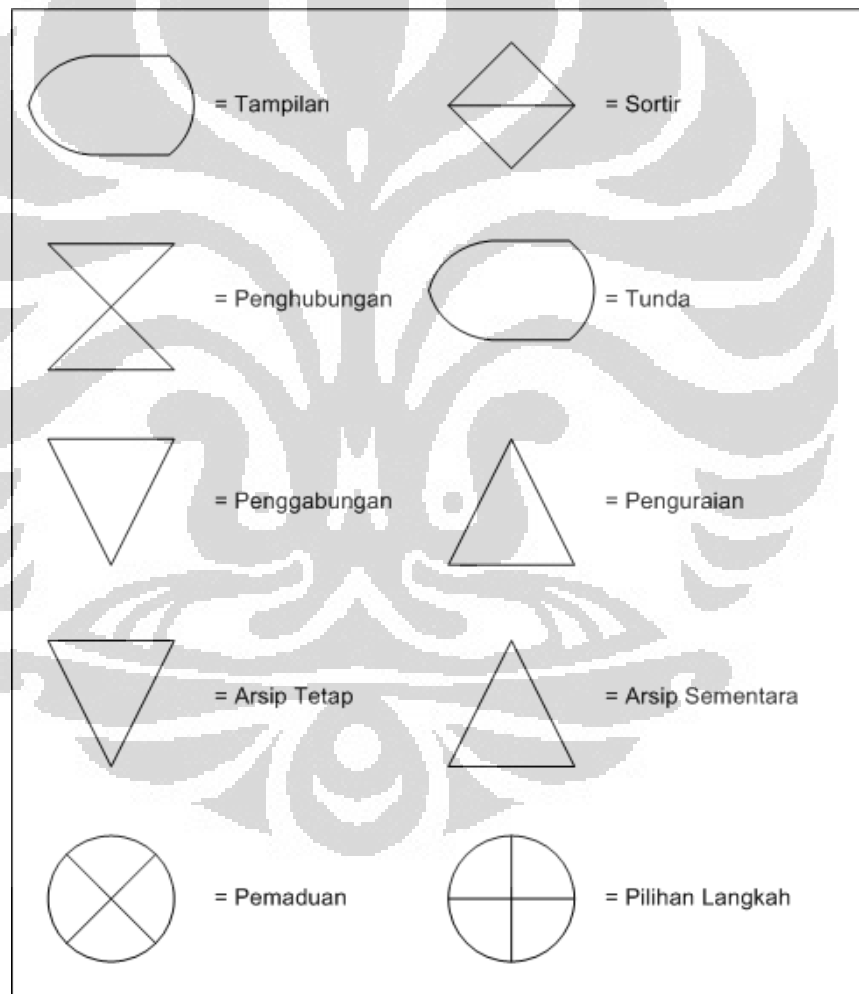 = Tampilan
= Sortir
= Penghubungan
= Tunda
= Penggabungan
= Penguraian
= Arsip Tetap
= Arsip Sementara
= Pemaduan
= Pilihan Langkah